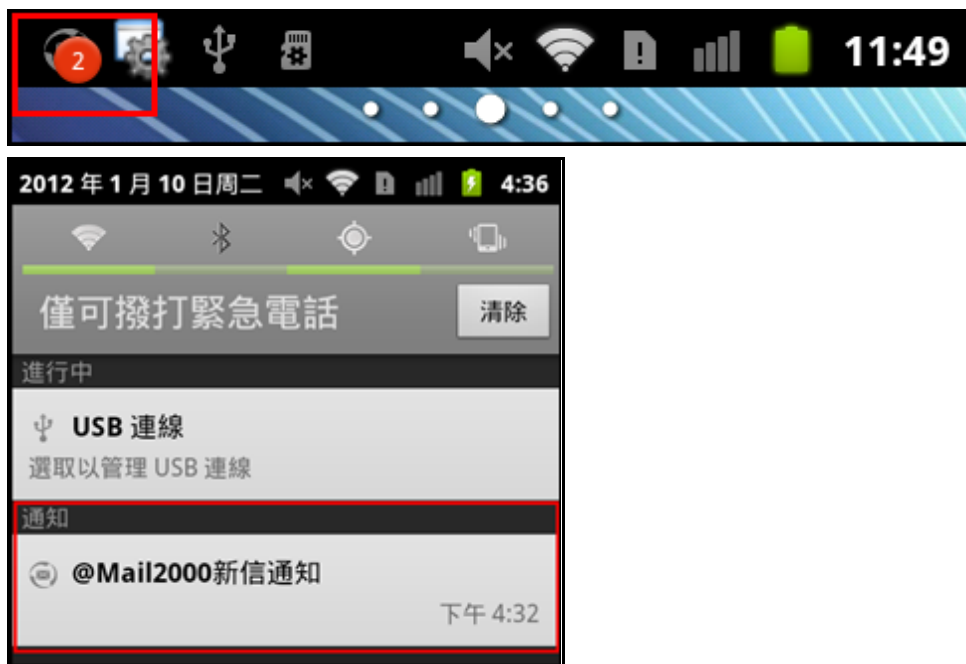 2
11:49
2012 年 1 月 10 日周二 4:36
僅可撥打緊急電話 清除
進行中
USB 連線
選取以管理 USB 連線
通知
@Mail2000新信通知
下午 4:32